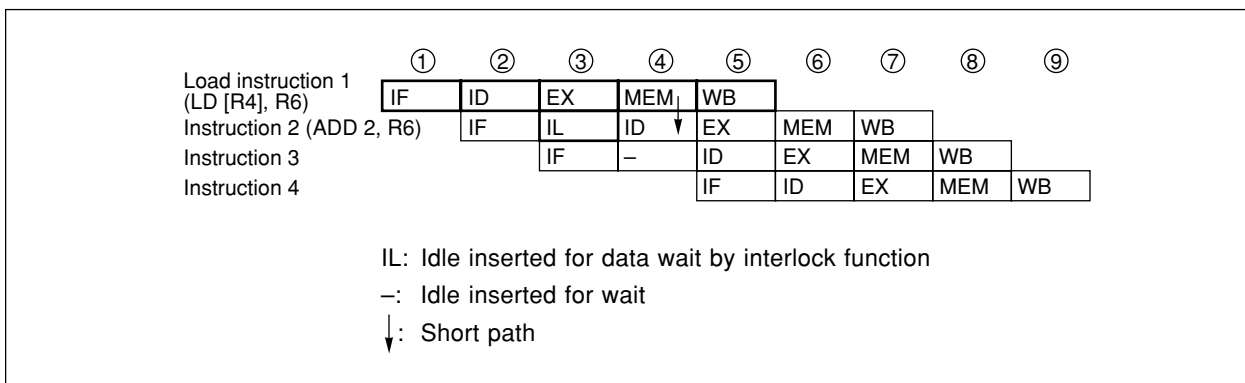 ① ② ③ ④ ⑤ ⑥ ⑦ ⑧ ⑨
Load instruction 1
(LD [R4], R6) IF ID EX MEM WB
Instruction 2 (ADD 2, R6) IF IL ID EX MEM WB
Instruction 3 IF – ID EX MEM WB
Instruction 4 IF ID EX MEM WB
IL: Idle inserted for data wait by interlock function
–: Idle inserted for wait
↓: Short path